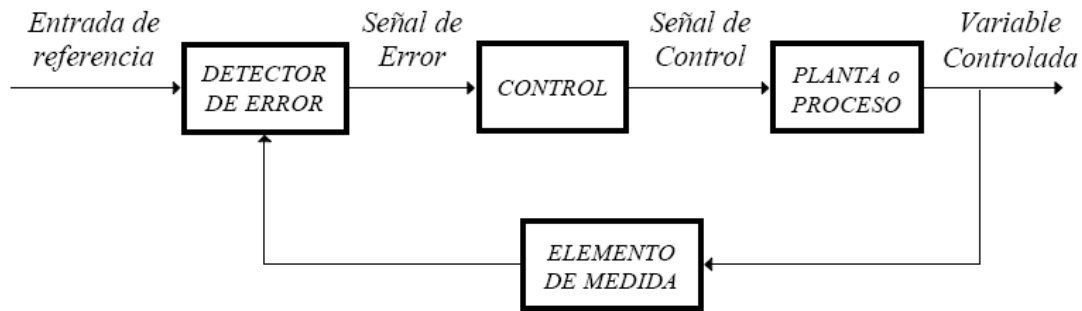 Entrada de
referencia
DETECTOR
DE ERROR
Señal de
Error
CONTROL
Señal de
Control
PLANTA o
PROCESO
Variable
Controlada
ELEMENTO
DE MEDIDA